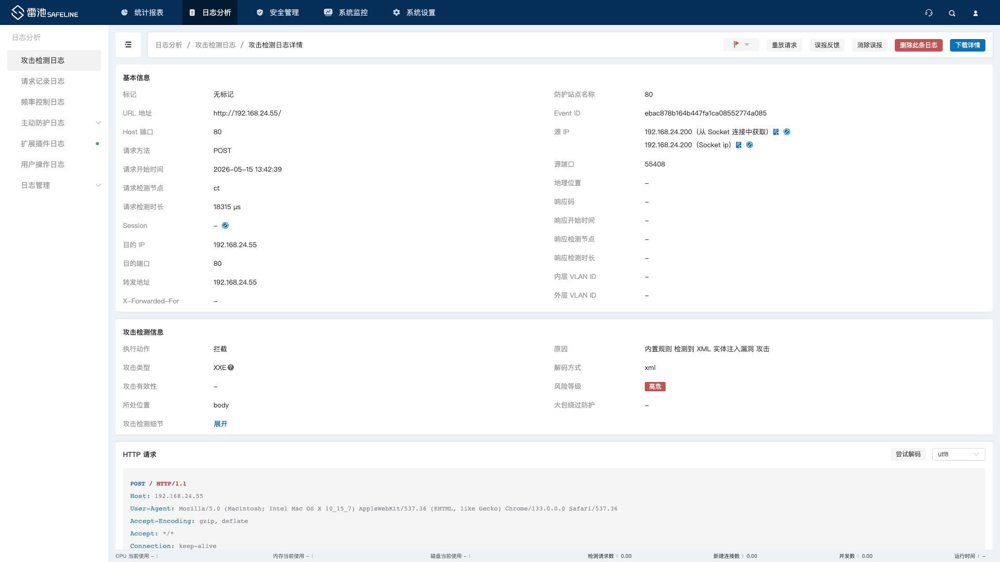 雷池 SAFELINE
统计报表
日志分析
安全管理
系统监控
系统设置
日志分析
攻击检测日志
请求记录日志
频率控制日志
主动防护日志
扩展插件日志
用户操作日志
日志管理
日志分析 / 攻击检测日志 / 攻击检测日志详情
重放请求
误报反馈
消除误报
删除此条日志
下载详情
基本信息
标记 无标记
URL 地址 http://192.168.24.55/
Host 端口 80
请求方法 POST
请求开始时间 2026-05-15 13:42:39
请求检测节点 ct
请求检测时长 18315 μs
Session –
目的 IP 192.168.24.55
目的端口 80
转发地址 192.168.24.55
X-Forwarded-For –
防护站点名称 80
Event ID ebac878b164b447fa1ca08552774a085
源 IP 192.168.24.200（从 Socket 连接中获取）
192.168.24.200（Socket ip）
源端口 55408
地理位置 –
响应码 –
响应开始时间 –
响应检测节点 –
响应检测时长 –
内层 VLAN ID –
外层 VLAN ID –
攻击检测信息
执行动作 拦截
攻击类型 XXE
攻击有效性 –
所处位置 body
攻击检测细节 展开
原因 内置规则 检测到 XML 实体注入漏洞 攻击
解码方式 xml
风险等级 高危
大包绕过防护 –
HTTP 请求
尝试解码
utf8
POST / HTTP/1.1
Host: 192.168.24.55
User-Agent: Mozilla/5.0 (Macintosh; Intel Mac OS X 10_15_7) AppleWebKit/537.36 (KHTML, like Gecko) Chrome/133.0.0.0 Safari/537.36
Accept-Encoding: gzip, deflate
Accept: */*
Connection: keep-alive
CPU 当前使用 – ：
内存当前使用 – ：
磁盘当前使用 – ：
检测请求数 ： 0.00
新建连接数 ： 0.00
并发数 ： 0.00
运行时间 ： –